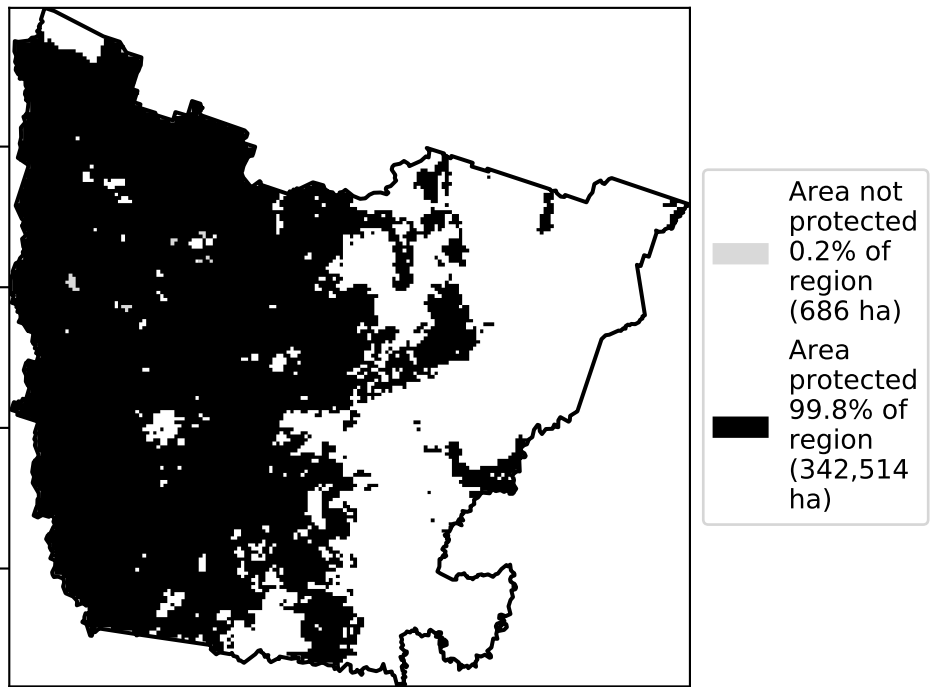 Area not
protected
0.2% of
region
(686 ha)
Area
protected
99.8% of
region
(342,514
ha)